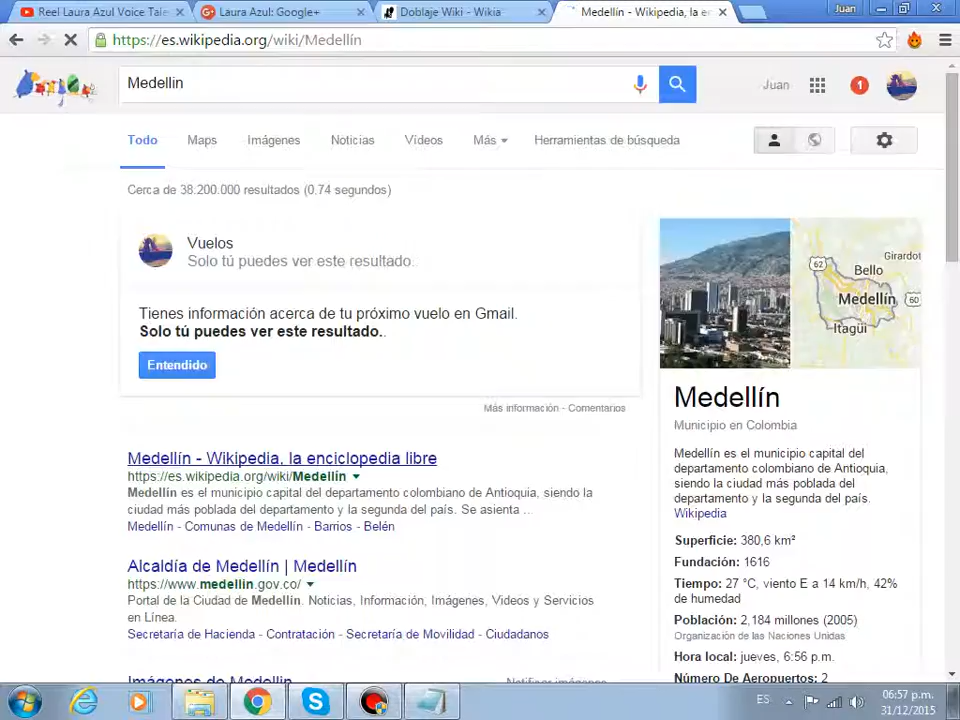 Reel Laura Azul Voice Tale
Laura Azul: Google+
Doblaje Wiki - Wikia
Medellín - Wikipedia, la en
Juan
https://es.wikipedia.org/wiki/Medellín
Medellin
Juan
1
Todo
Maps
Imágenes
Noticias
Vídeos
Más
Herramientas de búsqueda
Cerca de 38.200.000 resultados (0,74 segundos)
Vuelos
Solo tú puedes ver este resultado..
Tienes información acerca de tu próximo vuelo en Gmail.
Solo tú puedes ver este resultado..
Entendido
Más información - Comentarios
Medellín - Wikipedia, la enciclopedia libre
https://es.wikipedia.org/wiki/Medellín
Medellín es el municipio capital del departamento colombiano de Antioquia, siendo la
ciudad más poblada del departamento y la segunda del país. Se asienta ...
Medellín - Comunas de Medellín - Barrios - Belén
Alcaldía de Medellín | Medellín
https://www.medellin.gov.co/
Portal de la Ciudad de Medellín. Noticias, Información, Imágenes, Videos y Servicios
en Línea.
Secretaría de Hacienda - Contratación - Secretaría de Movilidad - Ciudadanos
Imágenes de Medellin
Notificar imágenes
62
Girardot
Bello
Medellín
60
Itagüí
Medellín
Municipio en Colombia
Medellín es el municipio capital del
departamento colombiano de Antioquia,
siendo la ciudad más poblada del
departamento y la segunda del país.
Wikipedia
Superficie: 380,6 km²
Fundación: 1616
Tiempo: 27 °C, viento E a 14 km/h, 42%
de humedad
Población: 2,184 millones (2005)
Organización de las Naciones Unidas
Hora local: jueves, 6:56 p.m.
Número De Aeropuertos: 2
ES
06:57 p.m.
31/12/2015